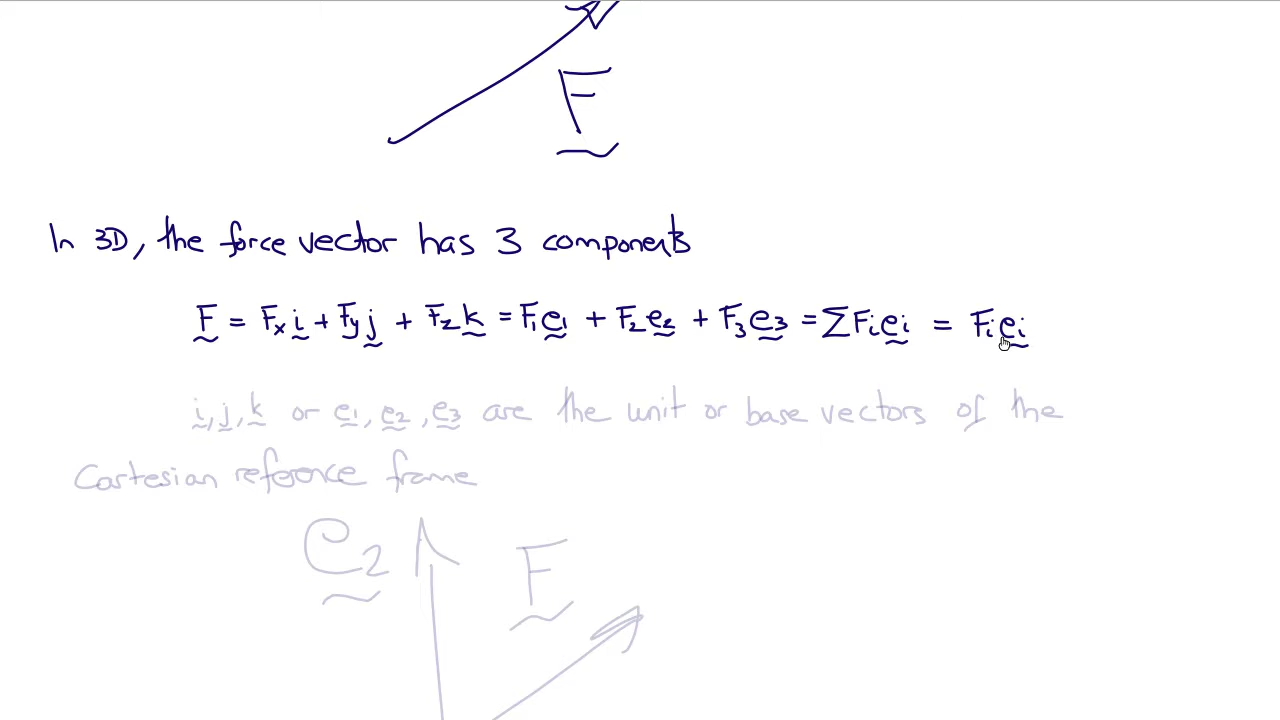 F
In 3D, the force vector has 3 components
F = Fx i + Fy j + Fz k = F1 e1 + F2 e2 + F3 e3 = ∑ Fi ei = Fi ei
i, j, k or e1, e2, e3 are the unit or base vectors of the
Cartesian reference frame
e2 F